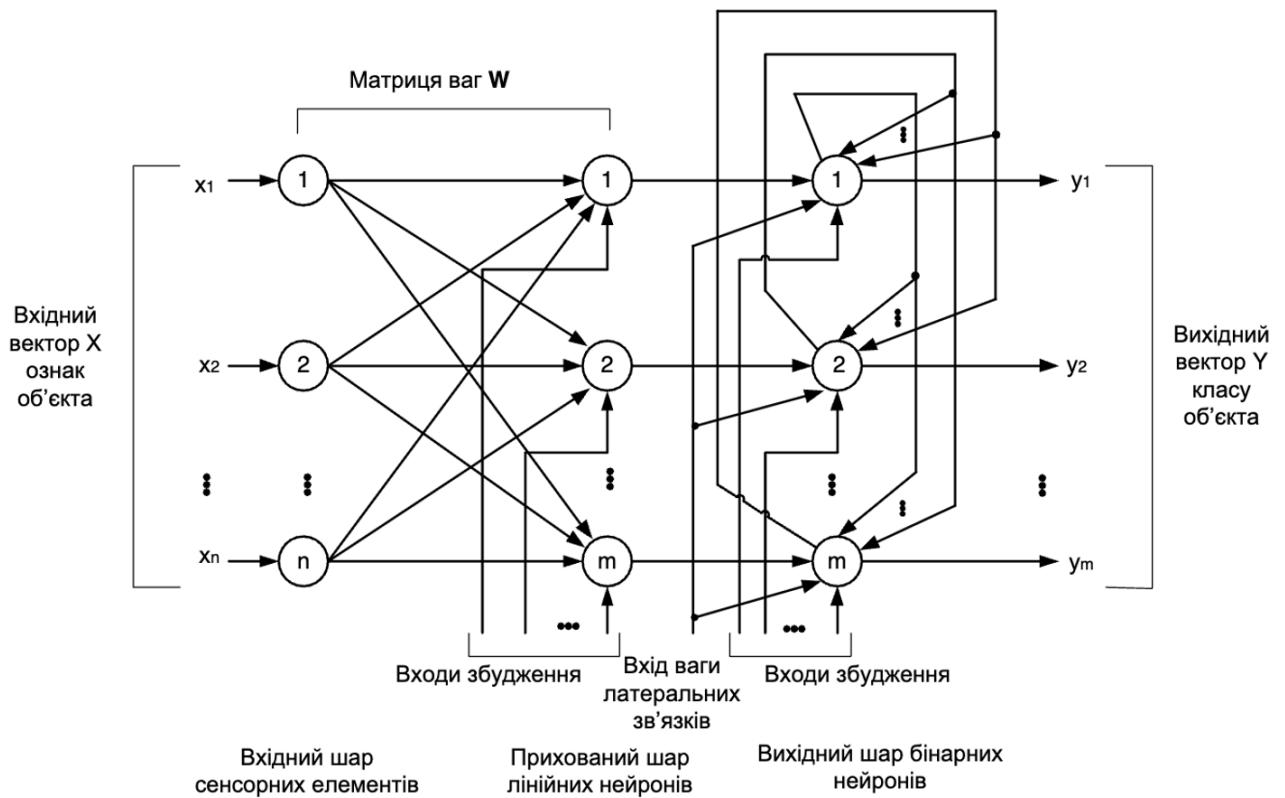 Матриця ваг W
x1
1
1
1
y1
Вхідний
вектор X
ознак
об’єкта
x2
2
2
2
y2
Вихідний
вектор Y
класу
об’єкта
xn
n
m
m
ym
Входи збудження
Вхід ваги
латеральних
зв’язків
Входи збудження
Вхідний шар
сенсорних елементів
Прихований шар
лінійних нейронів
Вихідний шар бінарних
нейронів